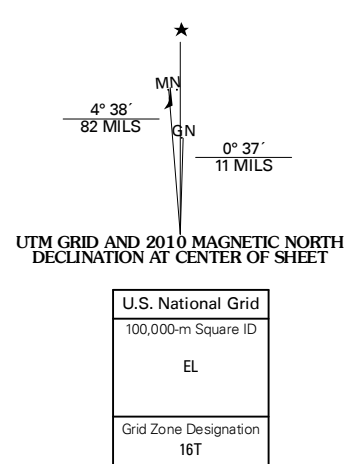 ★
MN
4° 38´
82 MILS
GN
0° 37´
11 MILS
UTM GRID AND 2010 MAGNETIC NORTH
DECLINATION AT CENTER OF SHEET
U.S. National Grid
100,000-m Square ID
EL
Grid Zone Designation
16T